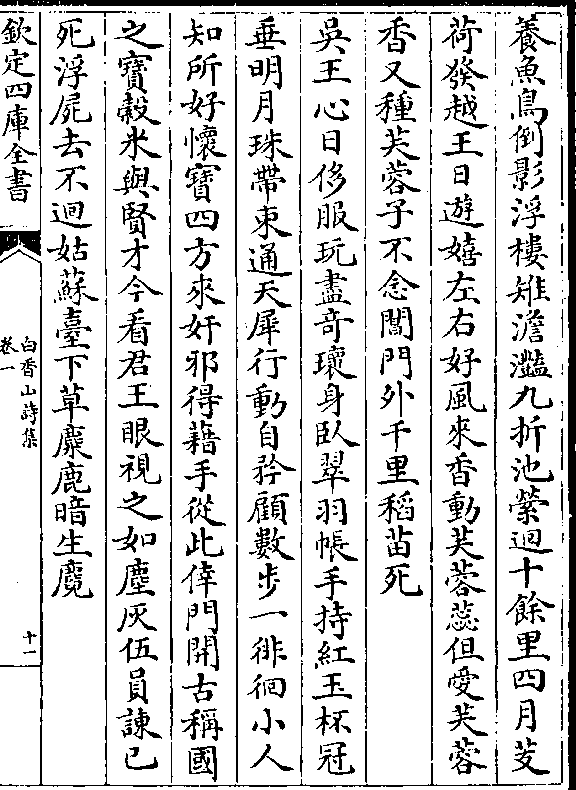 養魚鳥倒影浮樓雉澹灩九折池縈迴十餘里四月芰
荷發越王日遊嬉左右好風來香動芙蓉蕊但愛芙蓉
香又種芙蓉子不念閶門外千里稻苗死
吳王心日侈服玩盡奇瓌身臥翠羽帳手持紅玉杯冠
垂明月珠帶束通天犀行動自矜顧數步一徘徊小人
知所好懷寶四方來奸邪得藉手從此倖門開古稱國
之寶穀米與賢才今看君王眼視之如塵灰伍員諫已
死浮屍去不迴姑蘇臺下草麋鹿暗生麑
欽定四庫全書
白香山詩集
卷一
十一